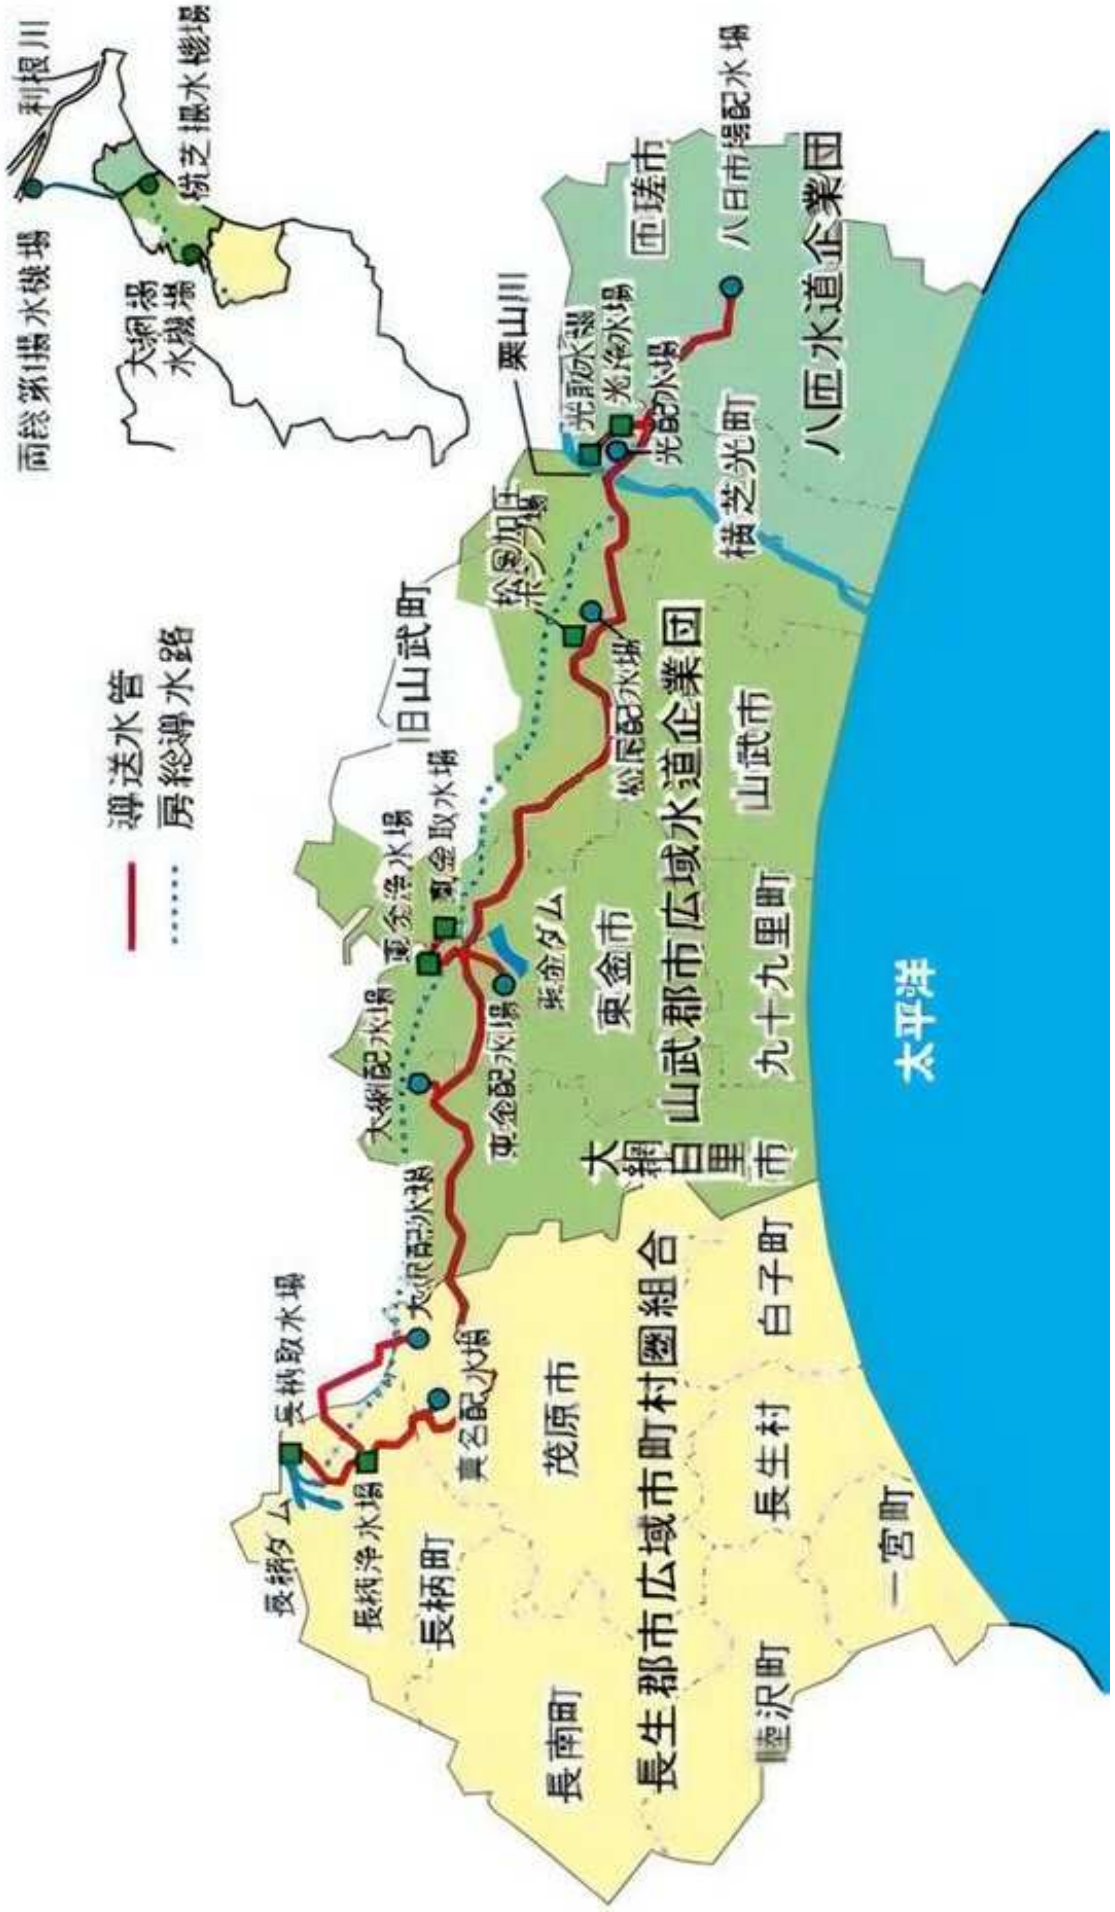 利根川
両総第1揚水機場
横芝揚水機場
大網揚
水機場
導送水管
房総導水路
旧山武町
栗山川
光取水場
光浄水場
光配水場
匝瑳市
八日市場配水場
八匝水道企業団
横芝光町
松尾加圧
ポンプ場
松尾配水場
山武郡市広域水道企業団
山武市
東金浄水場
東金取水場
東金ダム
東金市
東金配水場
九十九里町
大網配水場
大網白里市
大沢配水場
長柄取水場
長柄ダム
長柄浄水場
真名配水場
長柄町
茂原市
白子町
長生郡市広域市町村圏組合
長生村
一宮町
長南町
睦沢町
太平洋